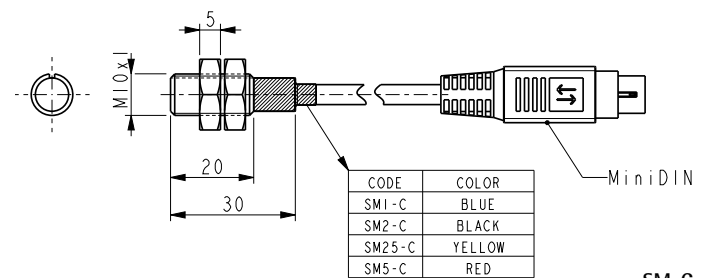 5
M10x1
20
30
CODE COLOR
SM1-C BLUE
SM2-C BLACK
SM25-C YELLOW
SM5-C RED
MiniDIN